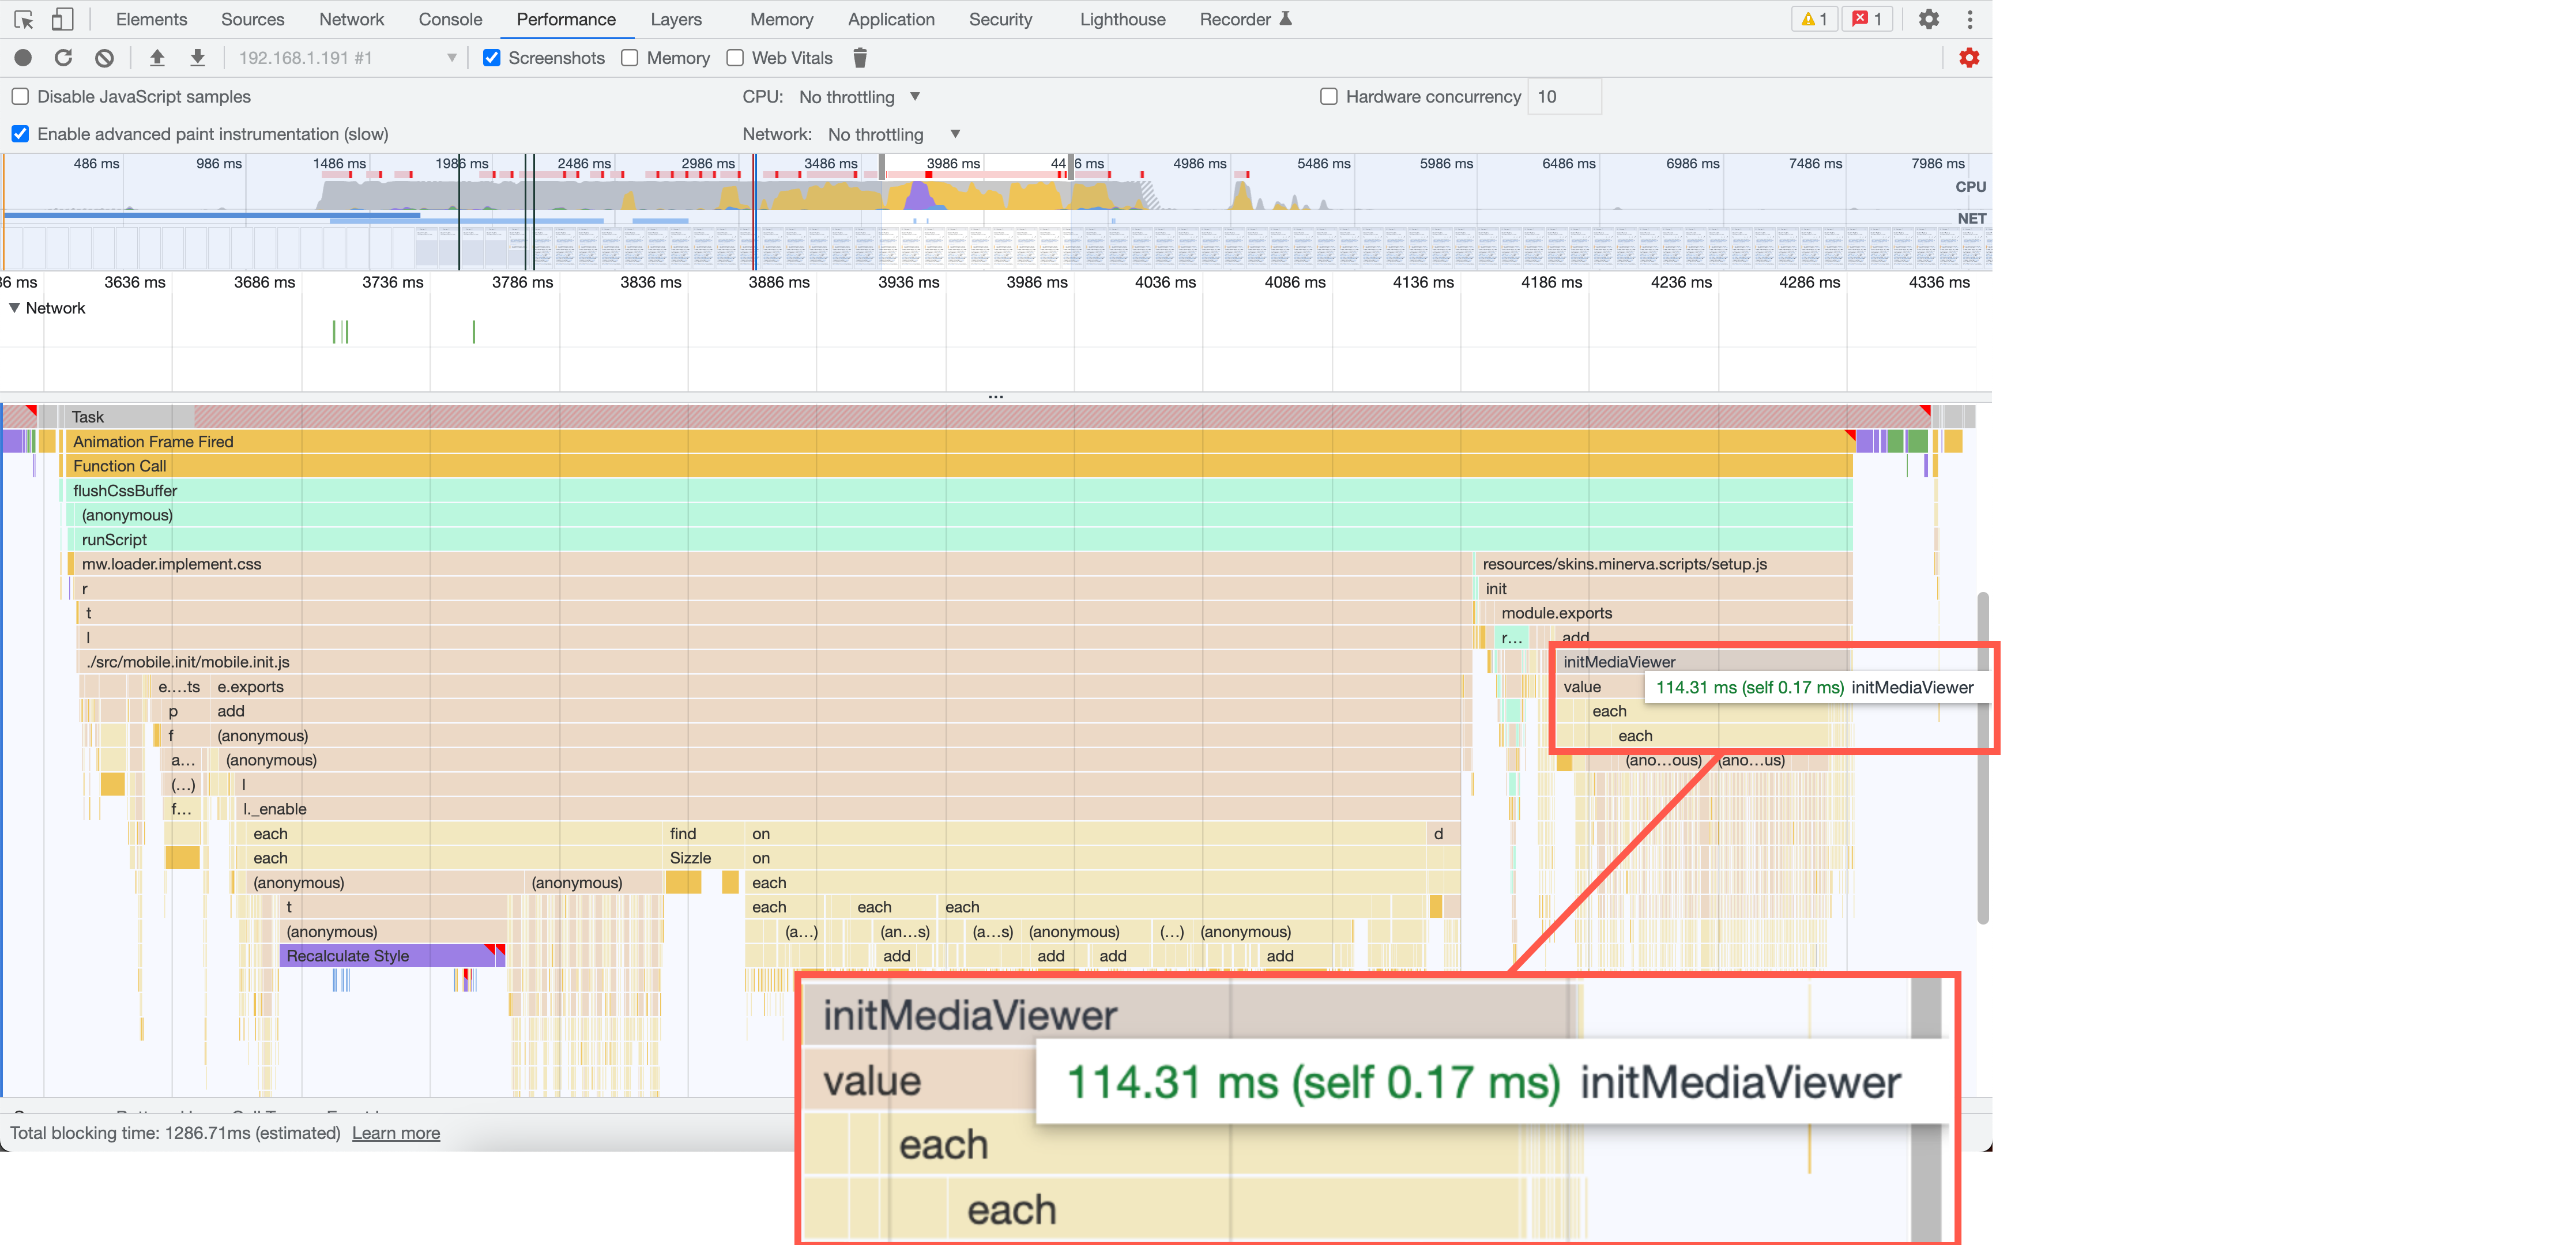 Elements Sources Network Console Performance Layers Memory Application Security Lighthouse Recorder 1 1
192.168.1.191 #1 Screenshots Memory Web Vitals
Disable JavaScript samples CPU: No throttling Hardware concurrency 10
Enable advanced paint instrumentation (slow) Network: No throttling
486 ms 986 ms 1486 ms 1986 ms 2486 ms 2986 ms 3486 ms 3986 ms 44 6 ms 4986 ms 5486 ms 5986 ms 6486 ms 6986 ms 7486 ms 7986 ms
CPU
NET
36 ms 3636 ms 3686 ms 3736 ms 3786 ms 3836 ms 3886 ms 3936 ms 3986 ms 4036 ms 4086 ms 4136 ms 4186 ms 4236 ms 4286 ms 4336 ms
Network
...
Task
Animation Frame Fired
Function Call
flushCssBuffer
(anonymous)
runScript
mw.loader.implement.css resources/skins.minerva.scripts/setup.js
r init
t module.exports
l r… add
./src/mobile.init/mobile.init.js initMediaViewer
e.…ts e.exports value 114.31 ms (self 0.17 ms) initMediaViewer
p add each
f (anonymous) each
a… (anonymous) (ano…ous) (ano…us)
(…) l
f… l._enable
each find on d
each Sizzle on
(anonymous) (anonymous) each
t each each each
(anonymous) (a…) (an…s) (a…s) (anonymous) (…) (anonymous)
Recalculate Style add add add add
initMediaViewer
value 114.31 ms (self 0.17 ms) initMediaViewer
each
each
Total blocking time: 1286.71ms (estimated) Learn more